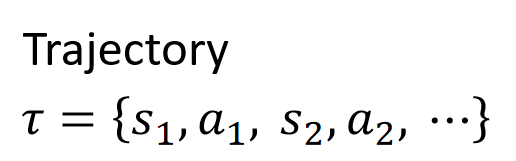 Trajectory
τ = {s₁, a₁, s₂, a₂, ⋯}